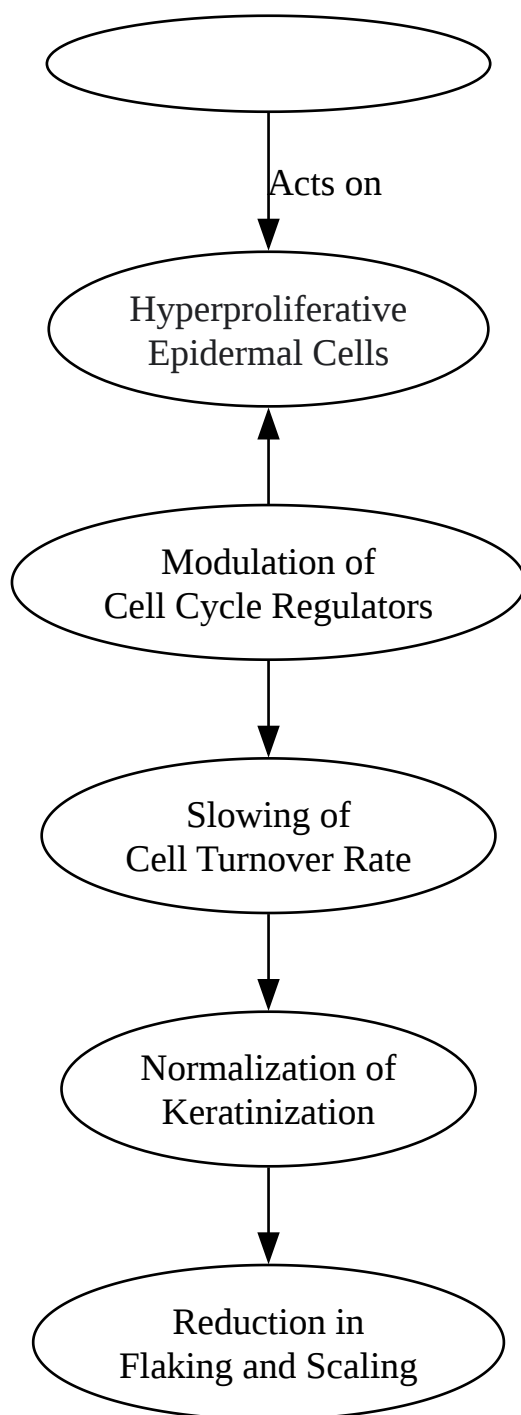 Acts on
Hyperproliferative
Epidermal Cells
Modulation of
Cell Cycle Regulators
Slowing of
Cell Turnover Rate
Normalization of
Keratinization
Reduction in
Flaking and Scaling